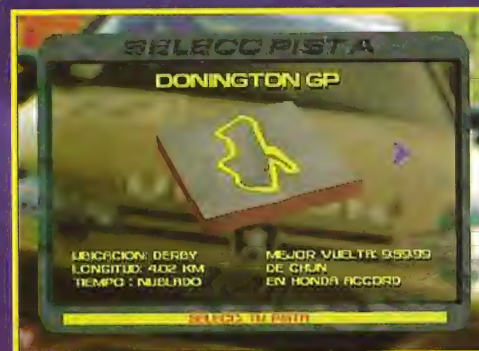 SELECC PISTA
DONINGTON GP
UBICACION: DERBY
LONGITUD: 4.02 KM
TIEMPO : NUBLADO
MEJOR VUELTA: 9:59.99
DE CHUN
EN HONDA ACCORD
SELECC. TU PISTA